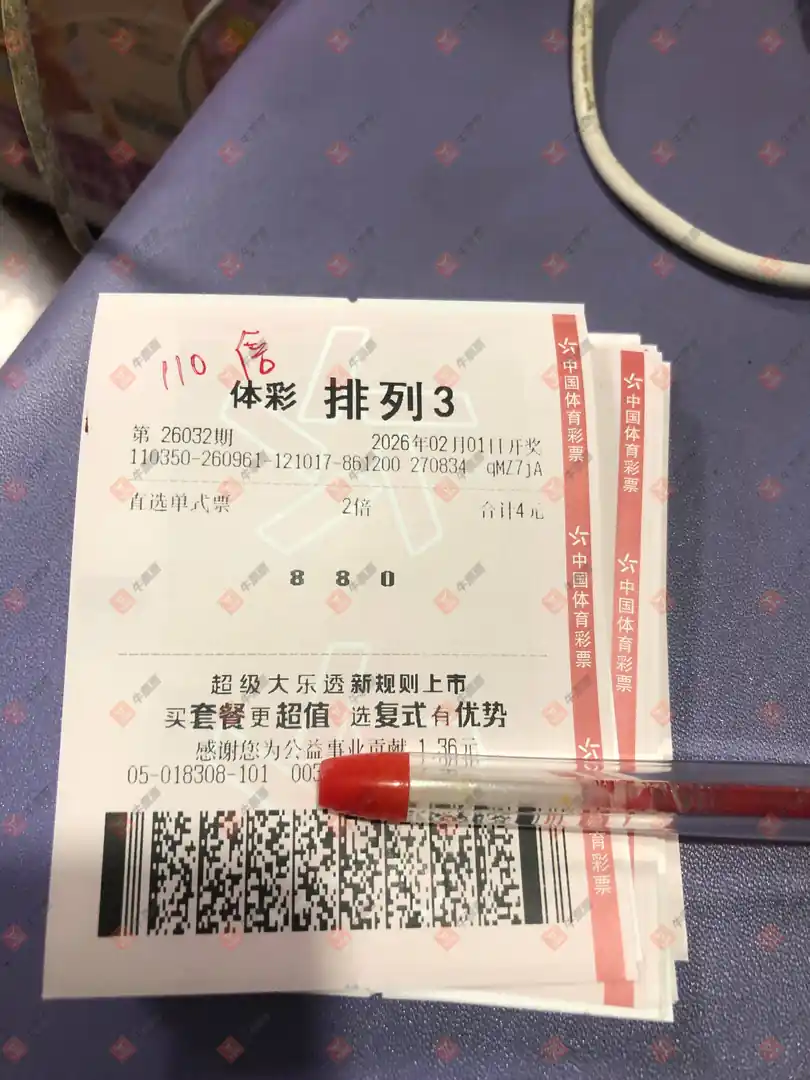 110倍
体彩 排列3
第 26032期 2026年02月01日开奖
110350-260961-121017-861200 270834 qMZ7jA
直选单式票 2倍 合计4元
8 8 0
超级大乐透新规则上市
买套餐更超值 选复式有优势
感谢您为公益事业贡献 1.36元
05-018308-101 003
中国体育彩票
中国体育彩票
育彩票
中国体育彩票
中国体育彩票